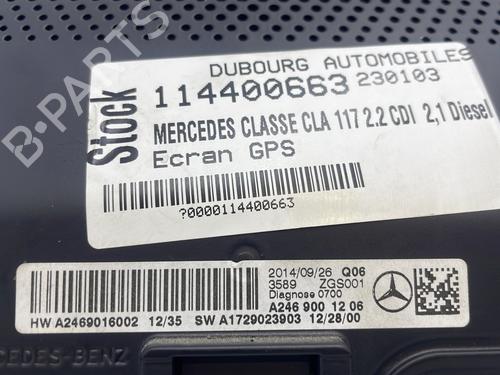 DUBOURG AUTOMOBILES
Stock
114400663 230103
MERCEDES CLASSE CLA 117 2.2 CDI 2,1 Diesel
Ecran GPS
?0000114400663
B-Parts
2014/09/26 Q06
3589 ZGS001
Diagnose 0700
A246 900 12 06
HW A2469016002 12/35 SW A1729023903 12/28/00
CEDES-BENZ